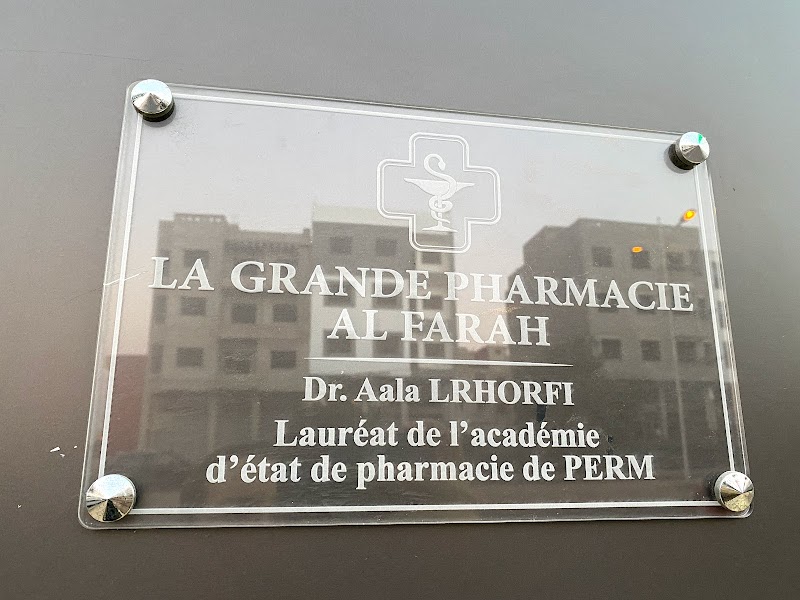 LA GRANDE PHARMACIE
AL FARAH
Dr. Aala LRHORFI
Lauréat de l'académie
d'état de pharmacie de PERM